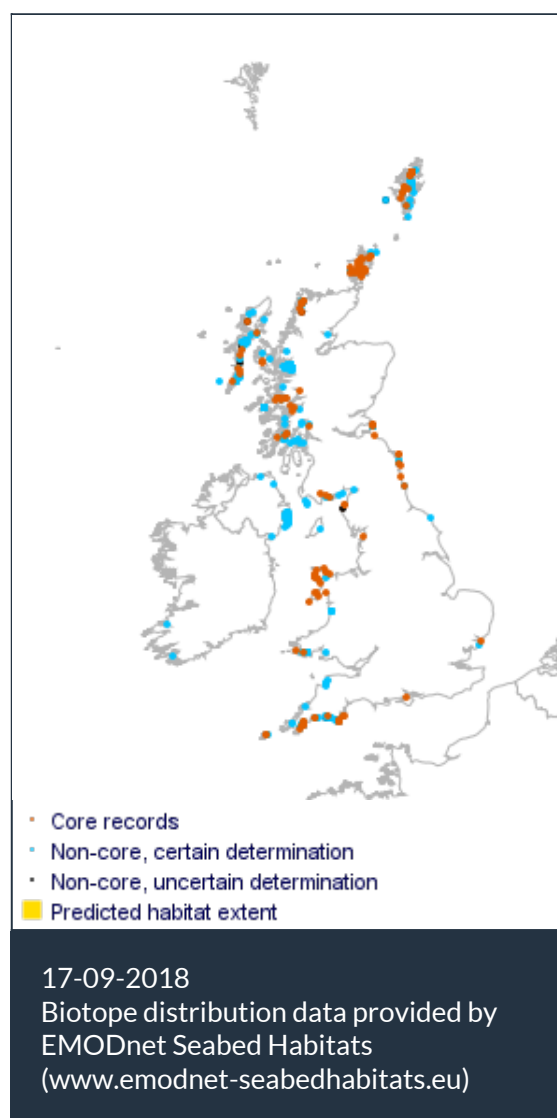 Core records
Non-core, certain determination
Non-core, uncertain determination
Predicted habitat extent
17-09-2018
Biotope distribution data provided by
EMODnet Seabed Habitats
(www.emodnet-seabedhabitats.eu)